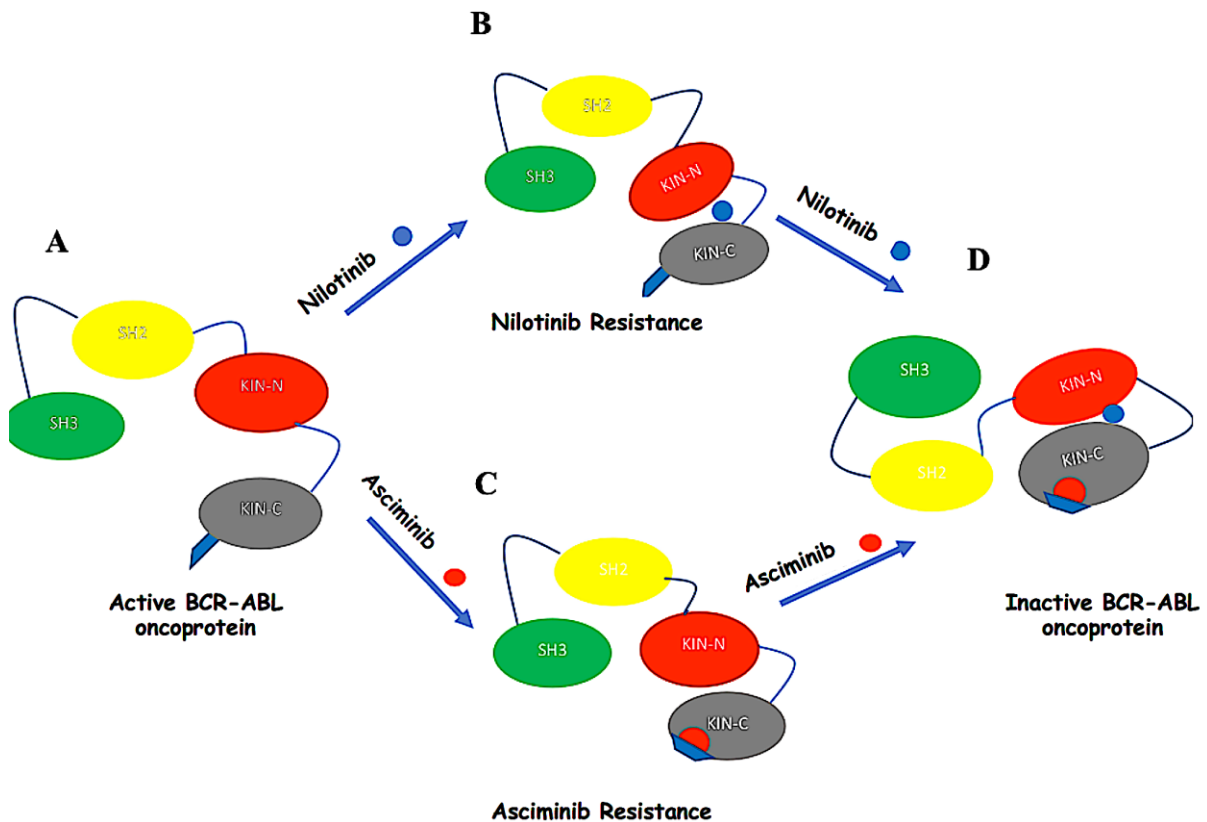 B
SH2
SH3
KIN-N
KIN-C
Nilotinib
Nilotinib
Nilotinib Resistance
A
SH2
KIN-N
SH3
KIN-C
Active BCR-ABL
oncoprotein
D
SH3
KIN-N
SH2
KIN-C
Inactive BCR-ABL
oncoprotein
Asciminib
C
SH2
SH3
KIN-N
KIN-C
Asciminib
Asciminib Resistance